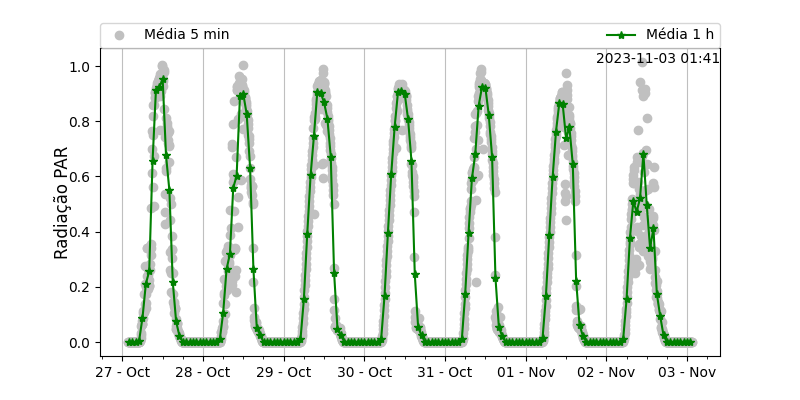 Média 5 min
Média 1 h
2023-11-03 01:41
Radiação PAR
1.0
0.8
0.6
0.4
0.2
0.0
27 - Oct
28 - Oct
29 - Oct
30 - Oct
31 - Oct
01 - Nov
02 - Nov
03 - Nov